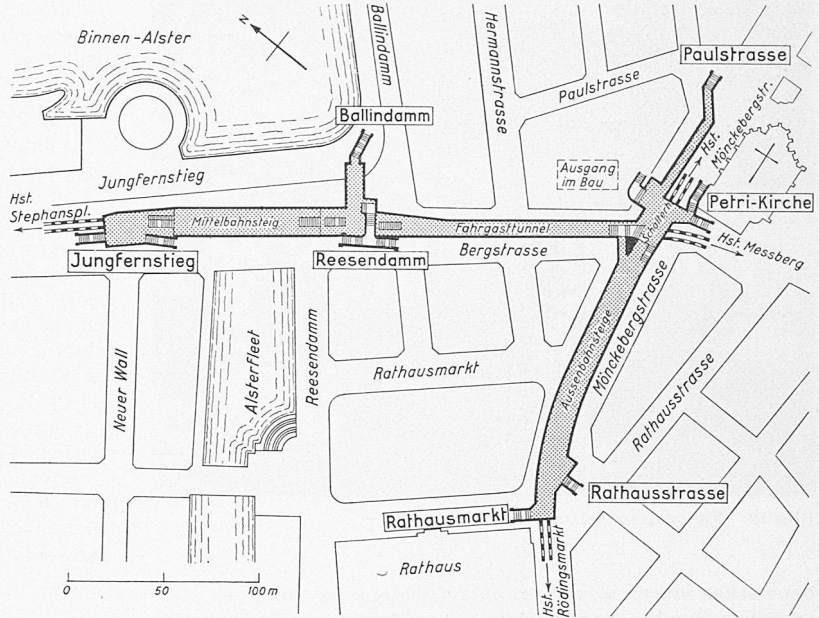 Binnen-Alster
N
Ballindamm
Hermannstrasse
Paulstrasse
Paulstrasse
Hst.
Mönckebergstr.
Ballindamm
Ausgang
im Bau
Jungfernstieg
Hst.
Stephanspl.
Mittelbahnsteig
Fahrgasttunnel
Schalterh.
Petri-Kirche
Jungfernstieg
Reesendamm
Bergstrasse
Hst. Messberg
Neuer Wall
Alsterfleet
Reesendamm
Rathausmarkt
Aussenbahnsteige
Mönckebergstrasse
Rathausstrasse
Rathausstrasse
Rathausmarkt
Rathaus
Hst.
Rödingsmarkt
0 50 100 m